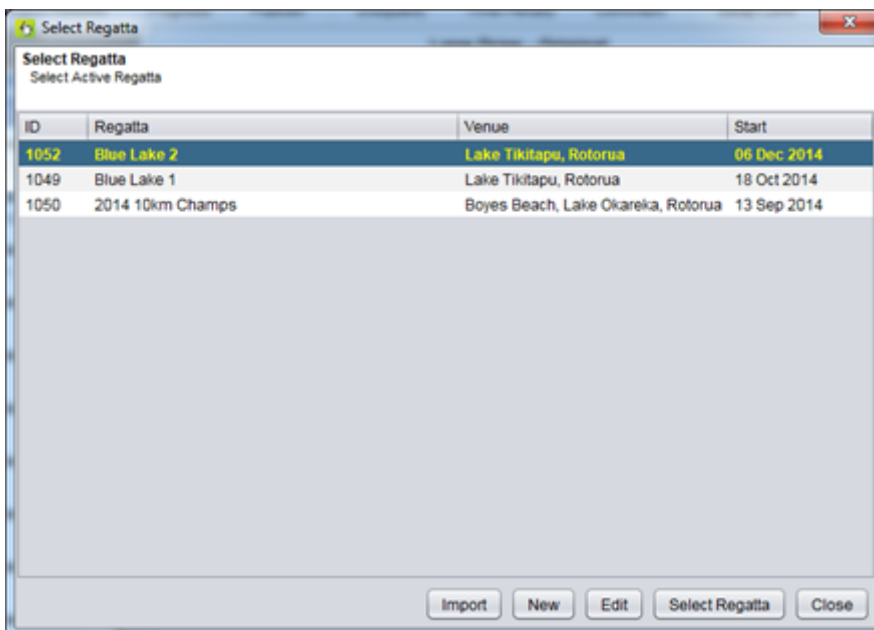 Select Regatta
Select Regatta
Select Active Regatta
ID Regatta Venue Start
1052 Blue Lake 2 Lake Tikitapu, Rotorua 06 Dec 2014
1049 Blue Lake 1 Lake Tikitapu, Rotorua 18 Oct 2014
1050 2014 10km Champs Boyes Beach, Lake Okareka, Rotorua 13 Sep 2014
Import New Edit Select Regatta Close